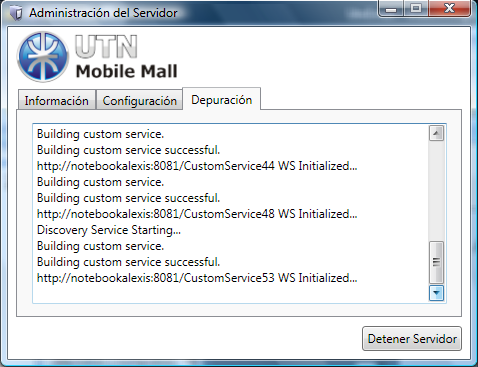 Administración del Servidor
UTN
Mobile Mall
Información Configuración Depuración
Building custom service.
Building custom service successful.
http://notebookalexis:8081/CustomService44 WS Initialized...
Building custom service.
Building custom service successful.
http://notebookalexis:8081/CustomService48 WS Initialized...
Discovery Service Starting...
Building custom service.
Building custom service successful.
http://notebookalexis:8081/CustomService53 WS Initialized...
Detener Servidor